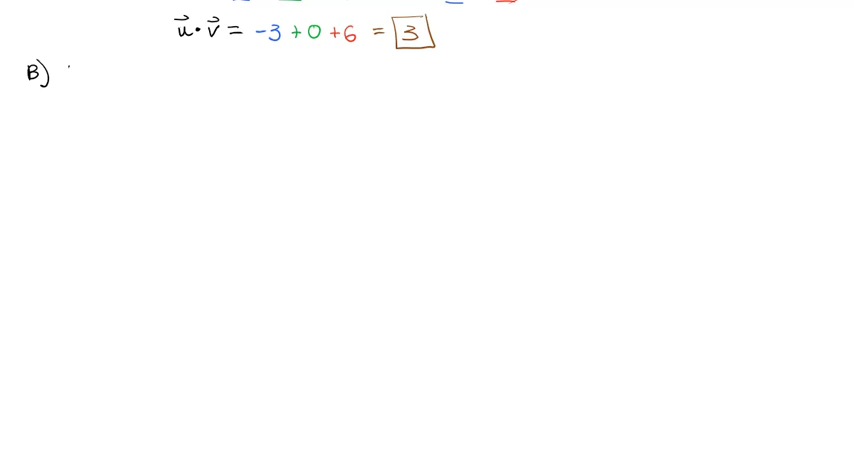 u⃗ • v⃗ = -3 + 0 + 6 = 3
B)